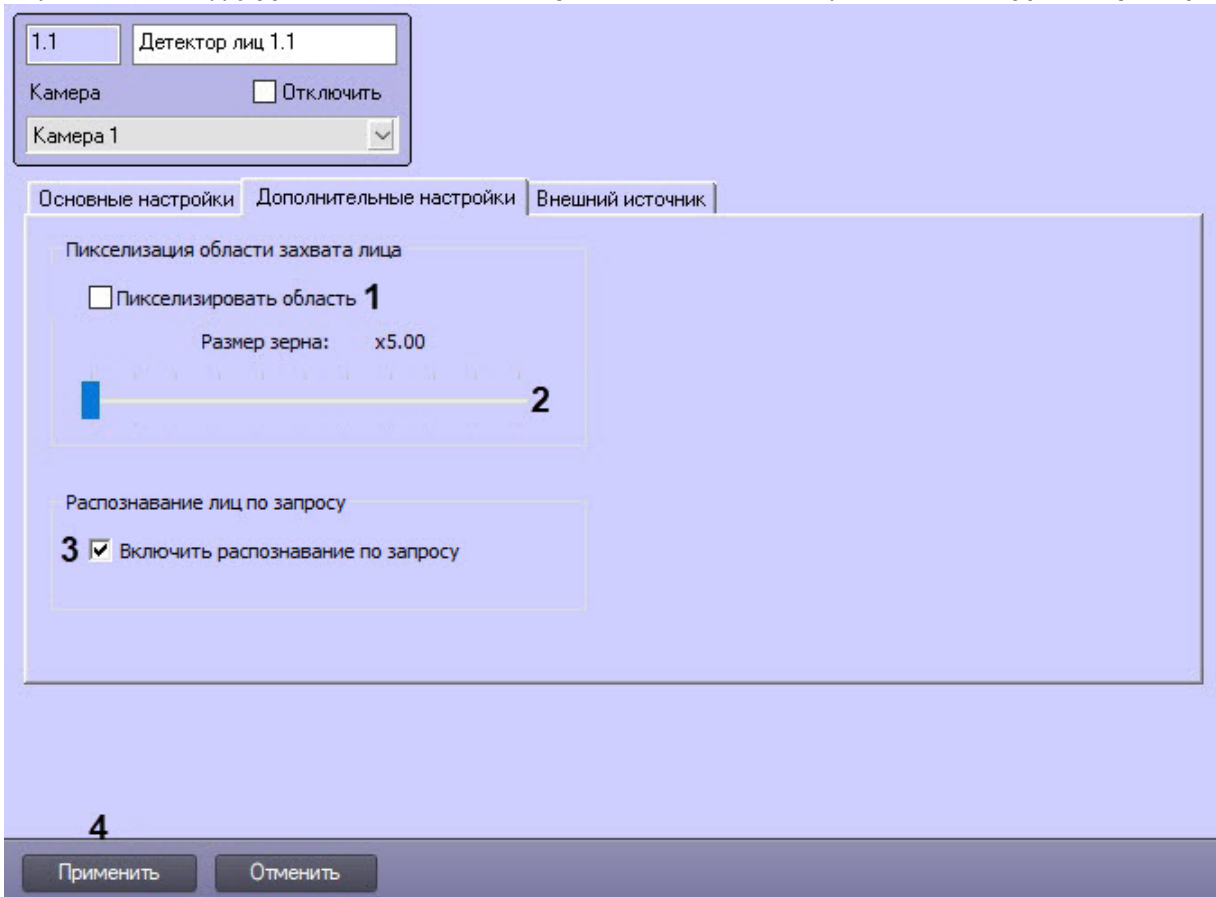 1.1 Детектор лиц 1.1
Камера Отключить
Камера 1
Основные настройки Дополнительные настройки Внешний источник
Пикселизация области захвата лица
Пикселизировать область 1
Размер зерна: x5.00
2
Распознавание лиц по запросу
3 Включить распознавание по запросу
4
Применить Отменить